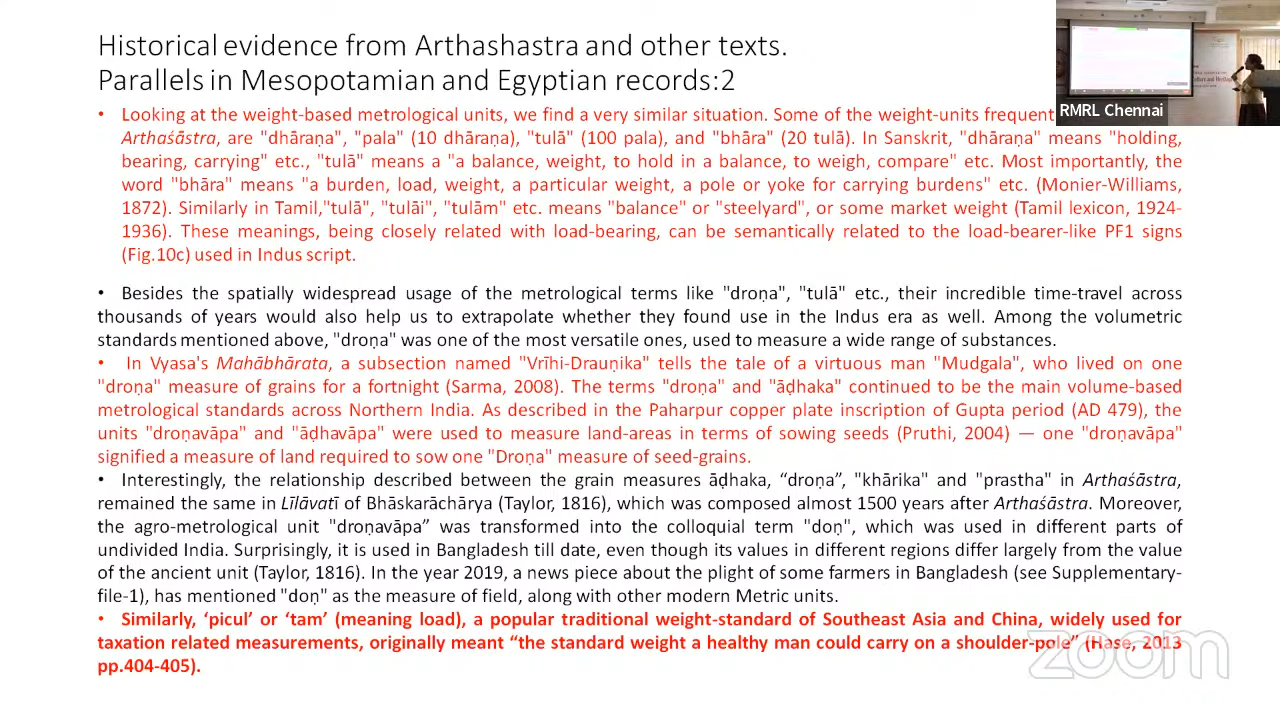 Historical evidence from Arthashastra and other texts.
Parallels in Mesopotamian and Egyptian records:2
RMRL Chennai
• Looking at the weight-based metrological units, we find a very similar situation. Some of the weight-units frequent
Arthaśāstra, are "dhāraṇa", "pala" (10 dhāraṇa), "tulā" (100 pala), and "bhāra" (20 tulā). In Sanskrit, "dhāraṇa" means "holding,
bearing, carrying" etc., "tulā" means a "a balance, weight, to hold in a balance, to weigh, compare" etc. Most importantly, the
word "bhāra" means "a burden, load, weight, a particular weight, a pole or yoke for carrying burdens" etc. (Monier-Williams,
1872). Similarly in Tamil,"tulā", "tulāi", "tulām" etc. means "balance" or "steelyard", or some market weight (Tamil lexicon, 1924-
1936). These meanings, being closely related with load-bearing, can be semantically related to the load-bearer-like PF1 signs
(Fig.10c) used in Indus script.
• Besides the spatially widespread usage of the metrological terms like "droṇa", "tulā" etc., their incredible time-travel across
thousands of years would also help us to extrapolate whether they found use in the Indus era as well. Among the volumetric
standards mentioned above, "droṇa" was one of the most versatile ones, used to measure a wide range of substances.
• In Vyasa's Mahābhārata, a subsection named "Vrīhi-Drauṇika" tells the tale of a virtuous man "Mudgala", who lived on one
"droṇa" measure of grains for a fortnight (Sarma, 2008). The terms "droṇa" and "āḍhaka" continued to be the main volume-based
metrological standards across Northern India. As described in the Paharpur copper plate inscription of Gupta period (AD 479), the
units "droṇavāpa" and "āḍhavāpa" were used to measure land-areas in terms of sowing seeds (Pruthi, 2004) — one "droṇavāpa"
signified a measure of land required to sow one "Droṇa" measure of seed-grains.
• Interestingly, the relationship described between the grain measures āḍhaka, “droṇa”, "khārika" and "prastha" in Arthaśāstra,
remained the same in Līlāvatī of Bhāskarāchārya (Taylor, 1816), which was composed almost 1500 years after Arthaśāstra. Moreover,
the agro-metrological unit "droṇavāpa” was transformed into the colloquial term "doṇ", which was used in different parts of
undivided India. Surprisingly, it is used in Bangladesh till date, even though its values in different regions differ largely from the value
of the ancient unit (Taylor, 1816). In the year 2019, a news piece about the plight of some farmers in Bangladesh (see Supplementary-
file-1), has mentioned "doṇ" as the measure of field, along with other modern Metric units.
• Similarly, ‘picul’ or ‘tam’ (meaning load), a popular traditional weight-standard of Southeast Asia and China, widely used for
taxation related measurements, originally meant “the standard weight a healthy man could carry on a shoulder-pole” (Hase, 2013
pp.404-405).
zoom